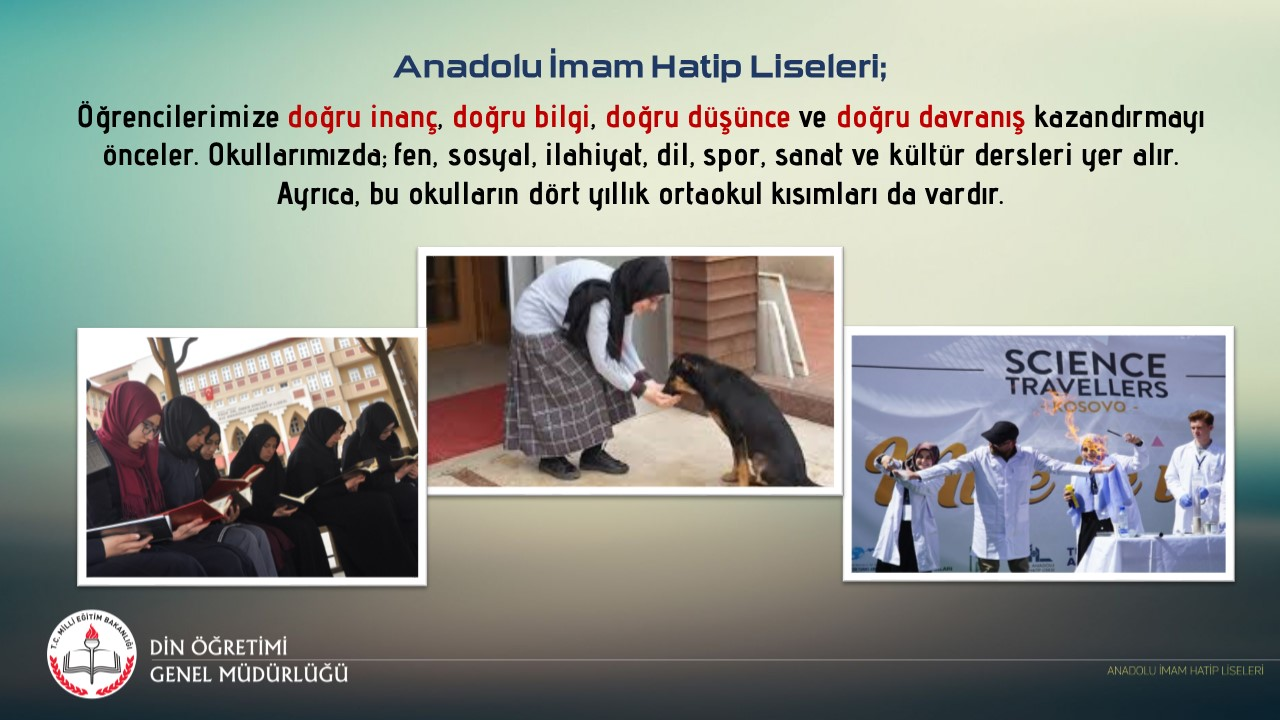 Anadolu İmam Hatip Liseleri;
Öğrencilerimize doğru inanç, doğru bilgi, doğru düşünce ve doğru davranış kazandırmayı
önceler. Okullarımızda; fen, sosyal, ilahiyat, dil, spor, sanat ve kültür dersleri yer alır.
Ayrıca, bu okulların dört yıllık ortaokul kısımları da vardır.
SCIENCE
TRAVELLERS
- KOSOVO -
T.C. MİLLİ EĞİTİM BAKANLIĞI
DİN ÖĞRETİMİ
GENEL MÜDÜRLÜĞÜ
ANADOLU İMAM HATİP LİSELERİ